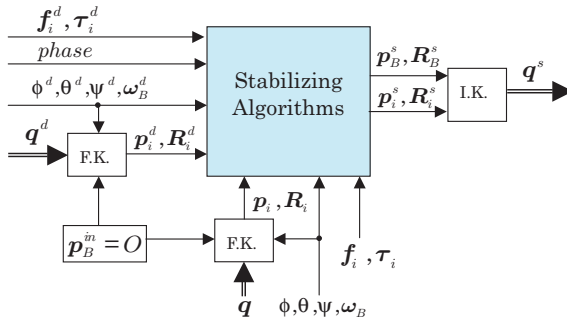 f_i^d, τ_i^d
phase
ϕ^d,θ^d,ψ^d,ω_B^d
q^d
F.K.
p_i^d, R_i^d
Stabilizing
Algorithms
p_B^s, R_B^s
p_i^s, R_i^s
I.K.
q^s
p_B^in = O
p_i, R_i
F.K.
q
ϕ,θ,ψ,ω_B
f_i, τ_i